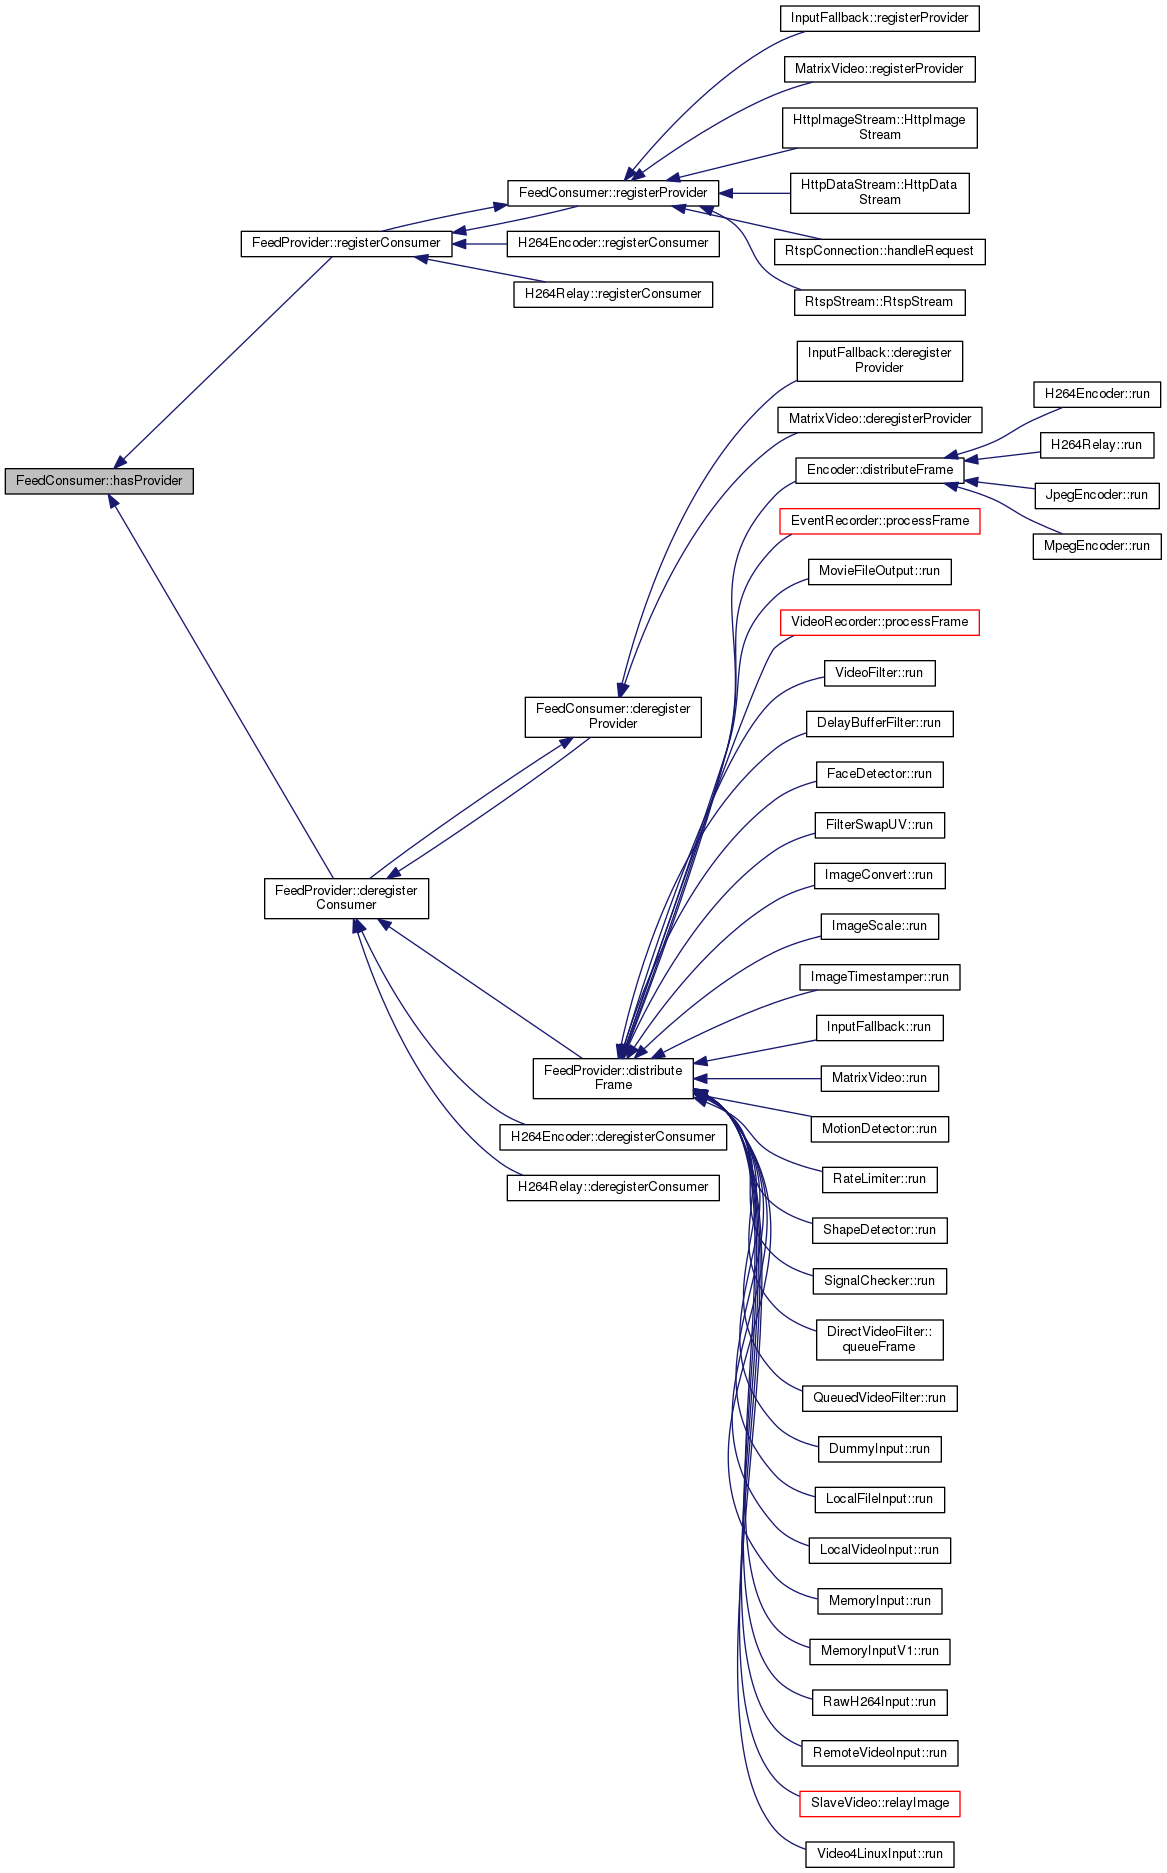 InputFallback::registerProvider
MatrixVideo::registerProvider
HttpImageStream::HttpImage
Stream
FeedConsumer::registerProvider
HttpDataStream::HttpData
Stream
FeedProvider::registerConsumer
H264Encoder::registerConsumer
RtspConnection::handleRequest
H264Relay::registerConsumer
RtspStream::RtspStream
InputFallback::deregister
Provider
H264Encoder::run
MatrixVideo::deregisterProvider
H264Relay::run
Encoder::distributeFrame
FeedConsumer::hasProvider
JpegEncoder::run
EventRecorder::processFrame
MpegEncoder::run
MovieFileOutput::run
VideoRecorder::processFrame
VideoFilter::run
FeedConsumer::deregister
Provider
DelayBufferFilter::run
FaceDetector::run
FilterSwapUV::run
ImageConvert::run
FeedProvider::deregister
Consumer
ImageScale::run
ImageTimestamper::run
InputFallback::run
FeedProvider::distribute
Frame
MatrixVideo::run
MotionDetector::run
H264Encoder::deregisterConsumer
RateLimiter::run
H264Relay::deregisterConsumer
ShapeDetector::run
SignalChecker::run
DirectVideoFilter::
queueFrame
QueuedVideoFilter::run
DummyInput::run
LocalFileInput::run
LocalVideoInput::run
MemoryInput::run
MemoryInputV1::run
RawH264Input::run
RemoteVideoInput::run
SlaveVideo::relayImage
Video4LinuxInput::run